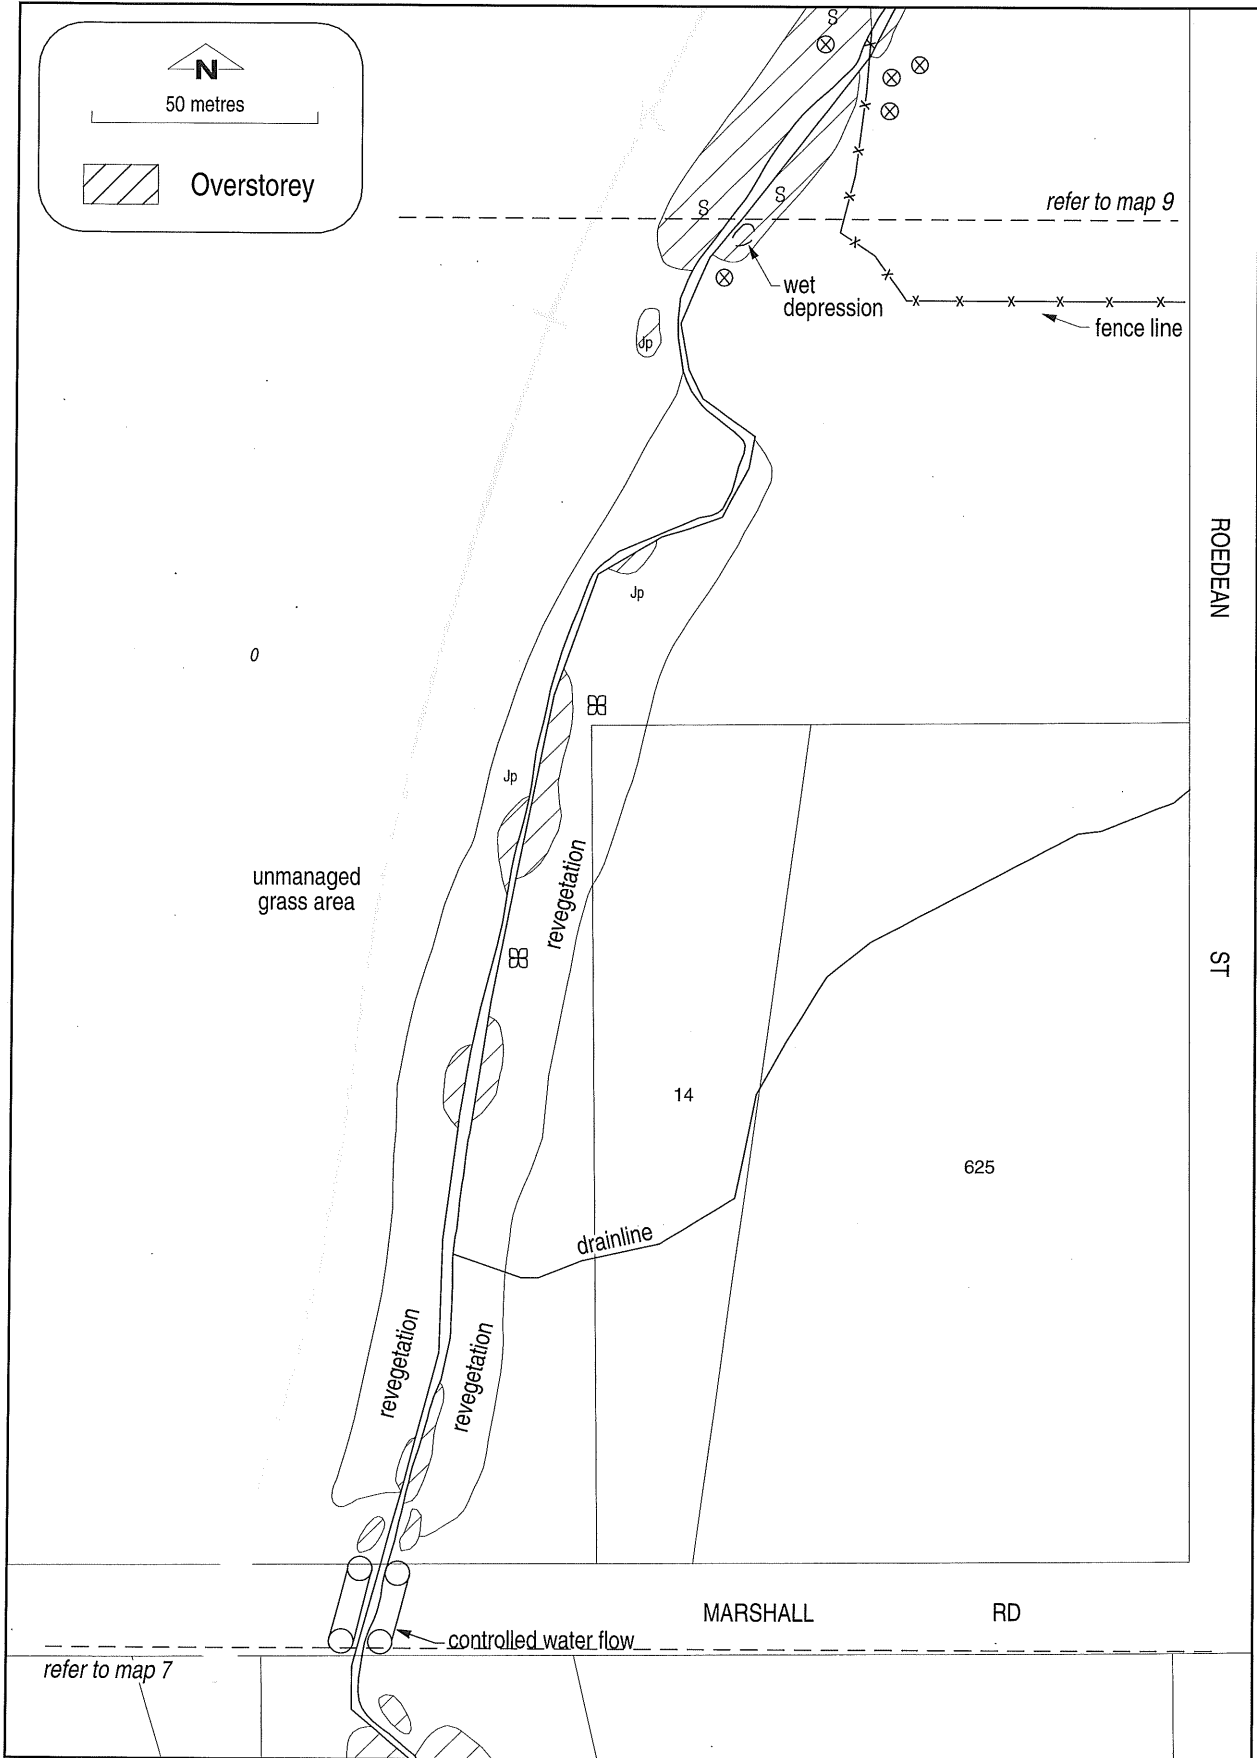 N
50 metres
Overstorey
S
S
S
refer to map 9
wet
depression
fence line
Jp
ROEDEAN
Jp
0
Jp
revegetation
unmanaged
grass area
ST
14
625
drainline
revegetation
revegetation
MARSHALL RD
controlled water flow
refer to map 7